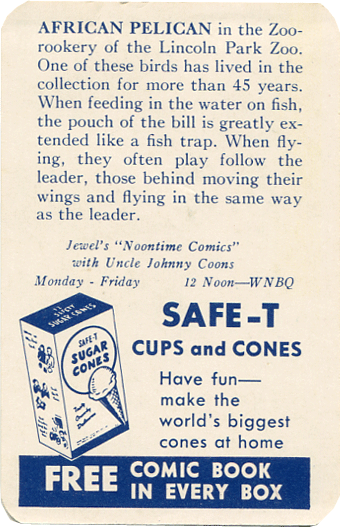 AFRICAN PELICAN in the Zoo-
rookery of the Lincoln Park Zoo.
One of these birds has lived in the
collection for more than 45 years.
When feeding in the water on fish,
the pouch of the bill is greatly ex-
tended like a fish trap. When fly-
ing, they often play follow the
leader, those behind moving their
wings and flying in the same way
as the leader.
Jewel's "Noontime Comics"
with Uncle Johnny Coons
Monday - Friday 12 Noon—WNBQ
SAFE-T
SUGAR CONES
SAFE-T
SUGAR
CONES
SAFE-T
CUPS and CONES
Have fun—
make the
world's biggest
cones at home
FREE COMIC BOOK
IN EVERY BOX